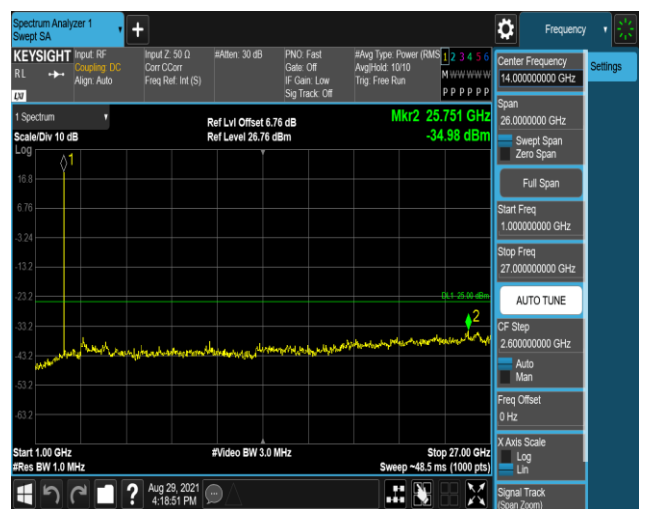 Spectrum Analyzer 1
Swept SA
+
Frequency
KEYSIGHT
RL
LXI
Input: RF
Coupling: DC
Align: Auto
Input Z: 50 Ω
Corr CCorr
Freq Ref: Int (S)
#Atten: 30 dB
PNO: Fast
Gate: Off
IF Gain: Low
Sig Track: Off
#Avg Type: Power (RMS
Avg|Hold: 10/10
Trig: Free Run
1 2 3 4 5 6
M W W W W W
P P P P P P
1 Spectrum
Scale/Div 10 dB
Ref Lvl Offset 6.76 dB
Ref Level 26.76 dBm
Mkr2 25.751 GHz
-34.98 dBm
Log
1
16.8
6.76
-3.24
-13.2
-23.2
DL1 -25.00 dBm
2
-33.2
-43.2
-53.2
-63.2
Start 1.00 GHz
#Res BW 1.0 MHz
#Video BW 3.0 MHz
Stop 27.00 GHz
Sweep ~48.5 ms (1000 pts)
?
Aug 29, 2021
4:18:51 PM
Center Frequency
14.000000000 GHz
Span
26.0000000 GHz
Swept Span
Zero Span
Full Span
Start Freq
1.000000000 GHz
Stop Freq
27.000000000 GHz
AUTO TUNE
CF Step
2.600000000 GHz
Auto
Man
Freq Offset
0 Hz
X Axis Scale
Log
Lin
Signal Track
(Span Zoom)
Settings